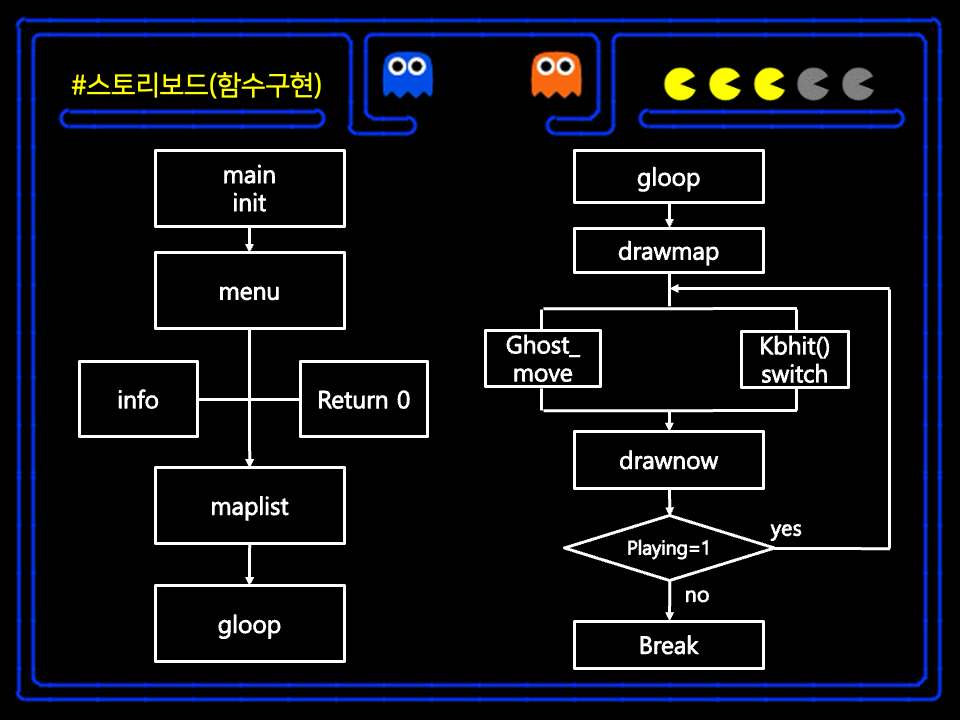 #스토리보드(함수구현)
main
init
menu
info
Return 0
maplist
gloop
gloop
drawmap
Ghost_
move
Kbhit()
switch
drawnow
Playing=1
yes
no
Break